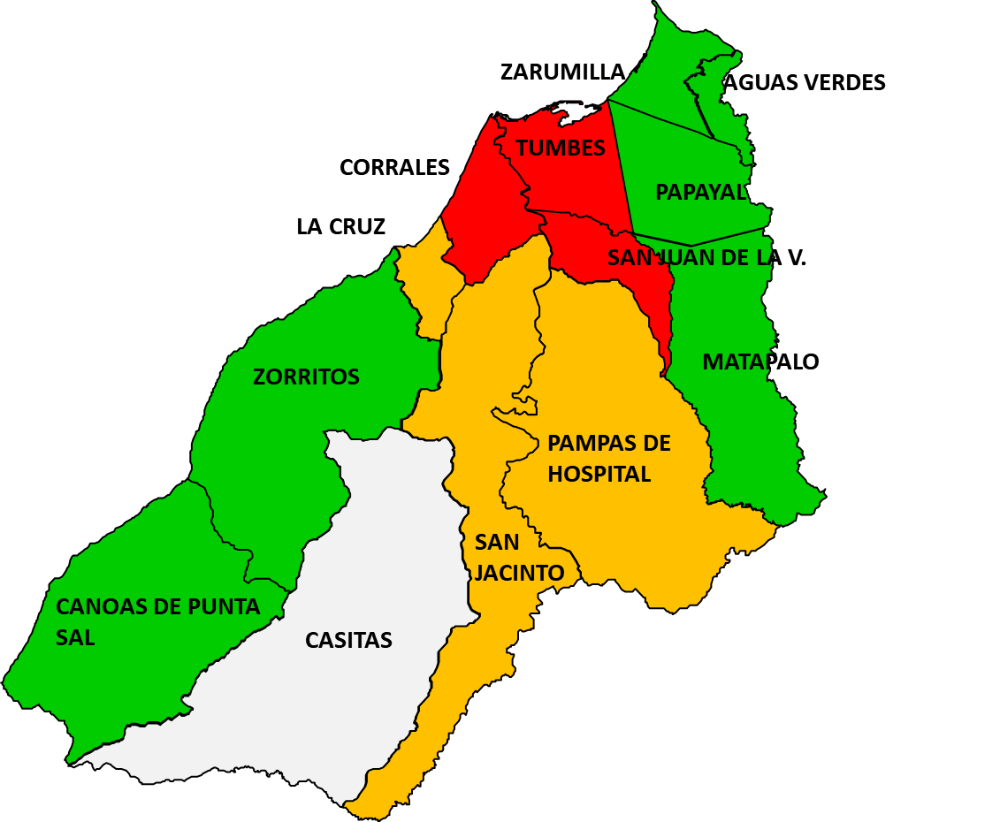 ZARUMILLA
AGUAS VERDES
TUMBES
CORRALES
PAPAYAL
LA CRUZ
SAN JUAN DE LA V.
MATAPALO
ZORRITOS
PAMPAS DE
HOSPITAL
SAN
JACINTO
CANOAS DE PUNTA
SAL
CASITAS